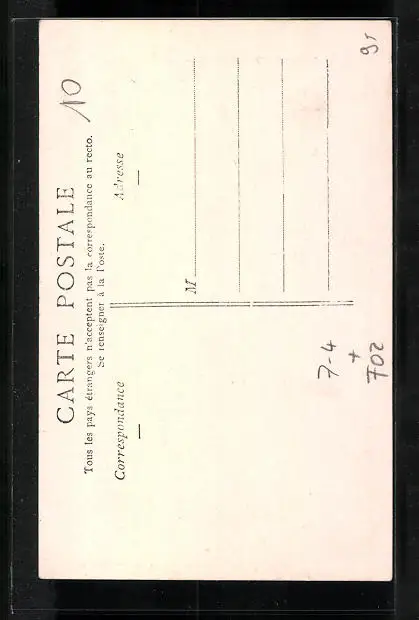 10
CARTE POSTALE
Tous les pays étrangers n'acceptent pas la correspondance au recto.
Se renseigner à la Poste.
Correspondance
Adresse
M
7-4
+
702